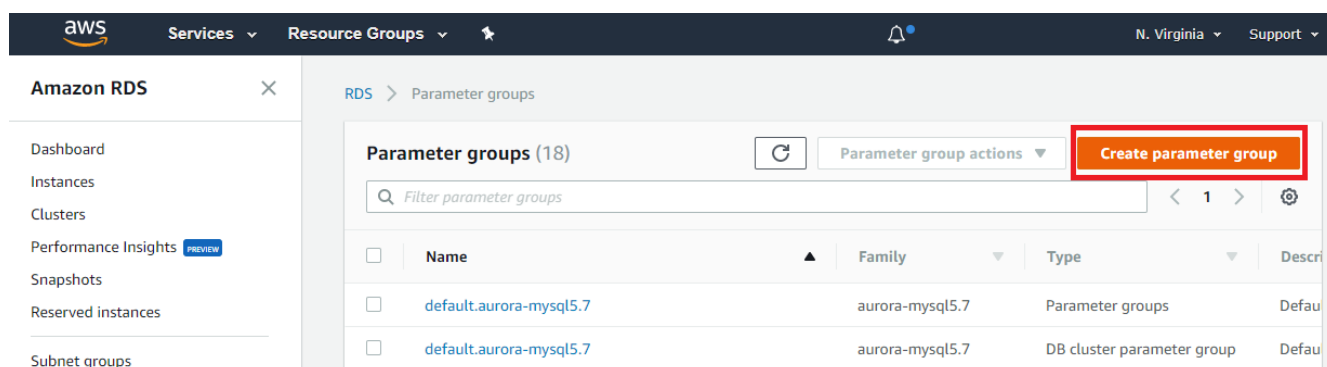 aws Services Resource Groups N. Virginia Support
Amazon RDS
RDS > Parameter groups
Dashboard
Instances
Clusters
Performance Insights PREVIEW
Snapshots
Reserved instances
Subnet groups
Parameter groups (18) Parameter group actions Create parameter group
Filter parameter groups
< 1 >
Name Family Type Descri
default.aurora-mysql5.7 aurora-mysql5.7 Parameter groups Defau
default.aurora-mysql5.7 aurora-mysql5.7 DB cluster parameter group Defau